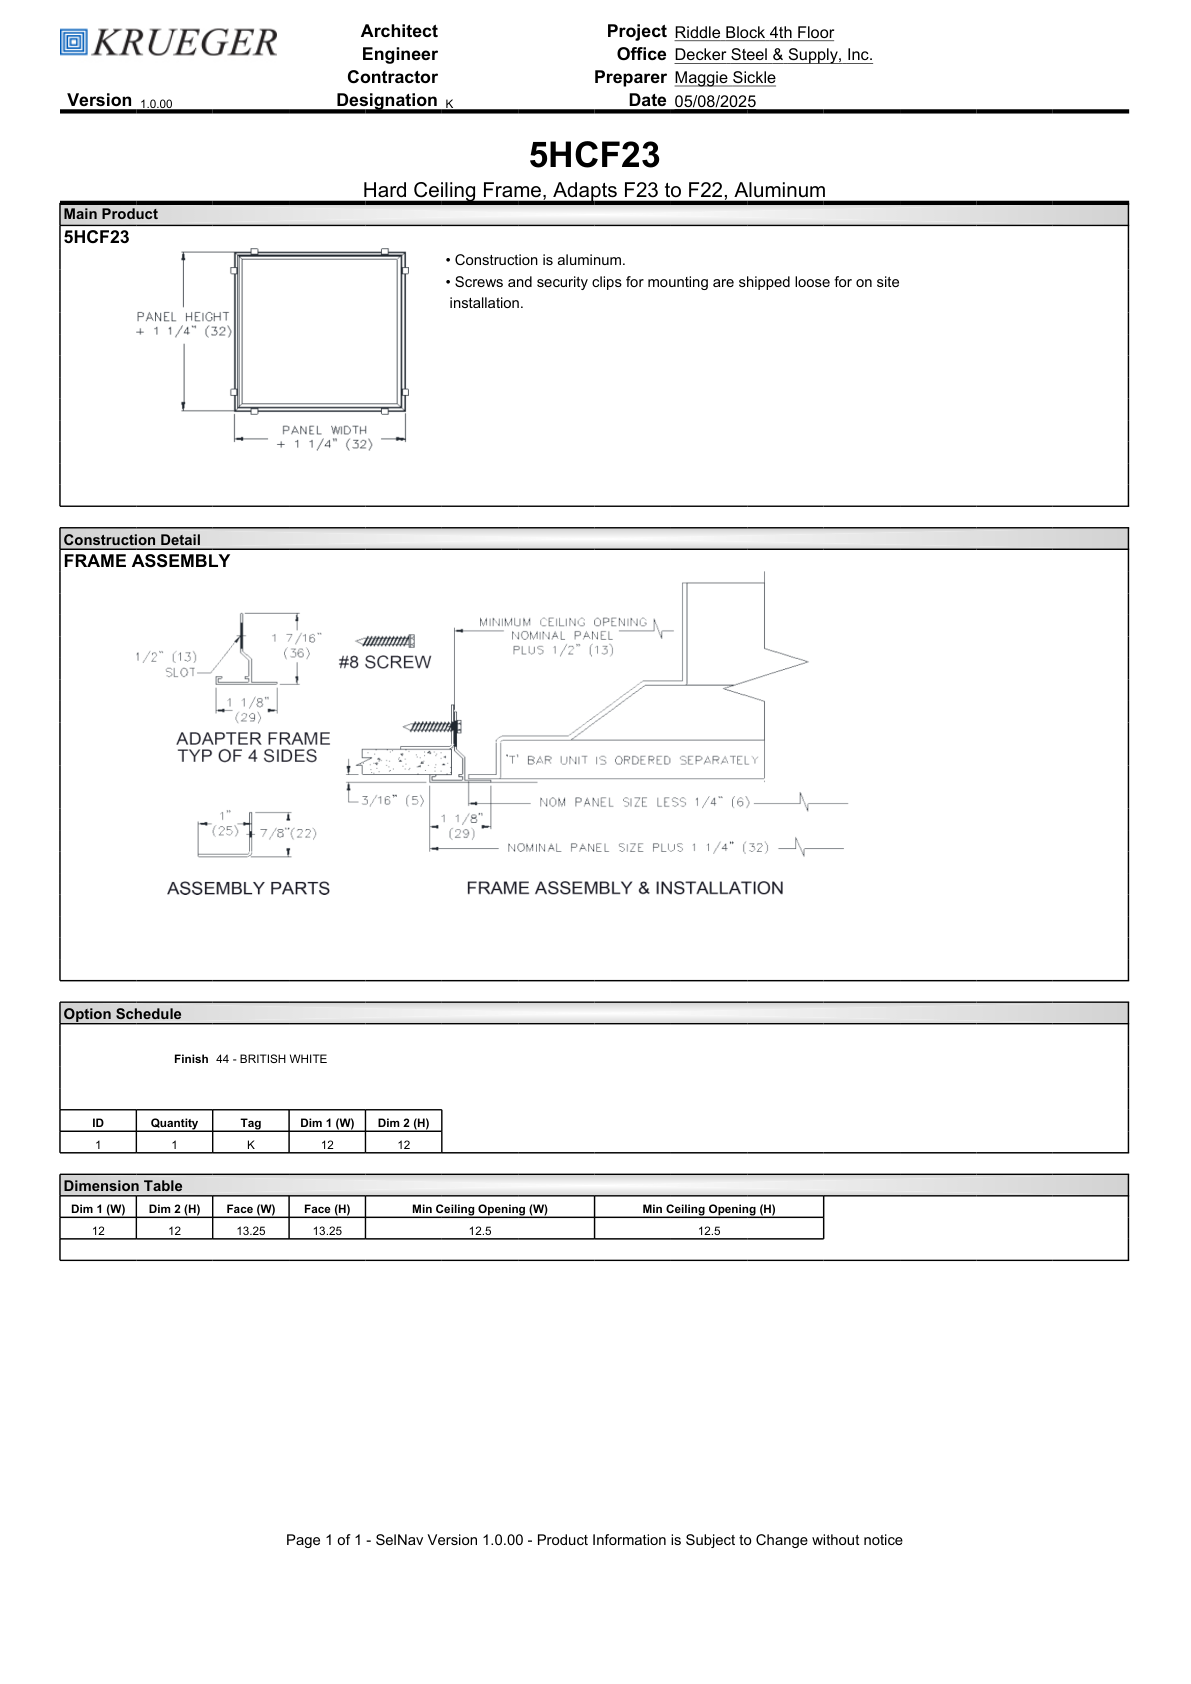 KRUEGER
Architect
Engineer
Contractor
Version 1.0.00
Designation K
Project Riddle Block 4th Floor
Office Decker Steel & Supply, Inc.
Preparer Maggie Sickle
Date 05/08/2025
5HCF23
Hard Ceiling Frame, Adapts F23 to F22, Aluminum
Main Product
5HCF23
• Construction is aluminum.
• Screws and security clips for mounting are shipped loose for on site
installation.
PANEL HEIGHT
+ 1 1/4" (32)
PANEL WIDTH
+ 1 1/4" (32)
Construction Detail
FRAME ASSEMBLY
1/2" (13)
SLOT
1 7/16"
(36)
1 1/8"
(29)
ADAPTER FRAME
TYP OF 4 SIDES
#8 SCREW
MINIMUM CEILING OPENING
NOMINAL PANEL
PLUS 1/2" (13)
'T' BAR UNIT IS ORDERED SEPARATELY
3/16" (5)
NOM PANEL SIZE LESS 1/4" (6)
1 1/8"
(29)
NOMINAL PANEL SIZE PLUS 1 1/4" (32)
1"
(25)
7/8"(22)
ASSEMBLY PARTS
FRAME ASSEMBLY & INSTALLATION
Option Schedule
Finish 44 - BRITISH WHITE
ID Quantity Tag Dim 1 (W) Dim 2 (H)
1 1 K 12 12
Dimension Table
Dim 1 (W) Dim 2 (H) Face (W) Face (H) Min Ceiling Opening (W) Min Ceiling Opening (H)
12 12 13.25 13.25 12.5 12.5
Page 1 of 1 - SelNav Version 1.0.00 - Product Information is Subject to Change without notice